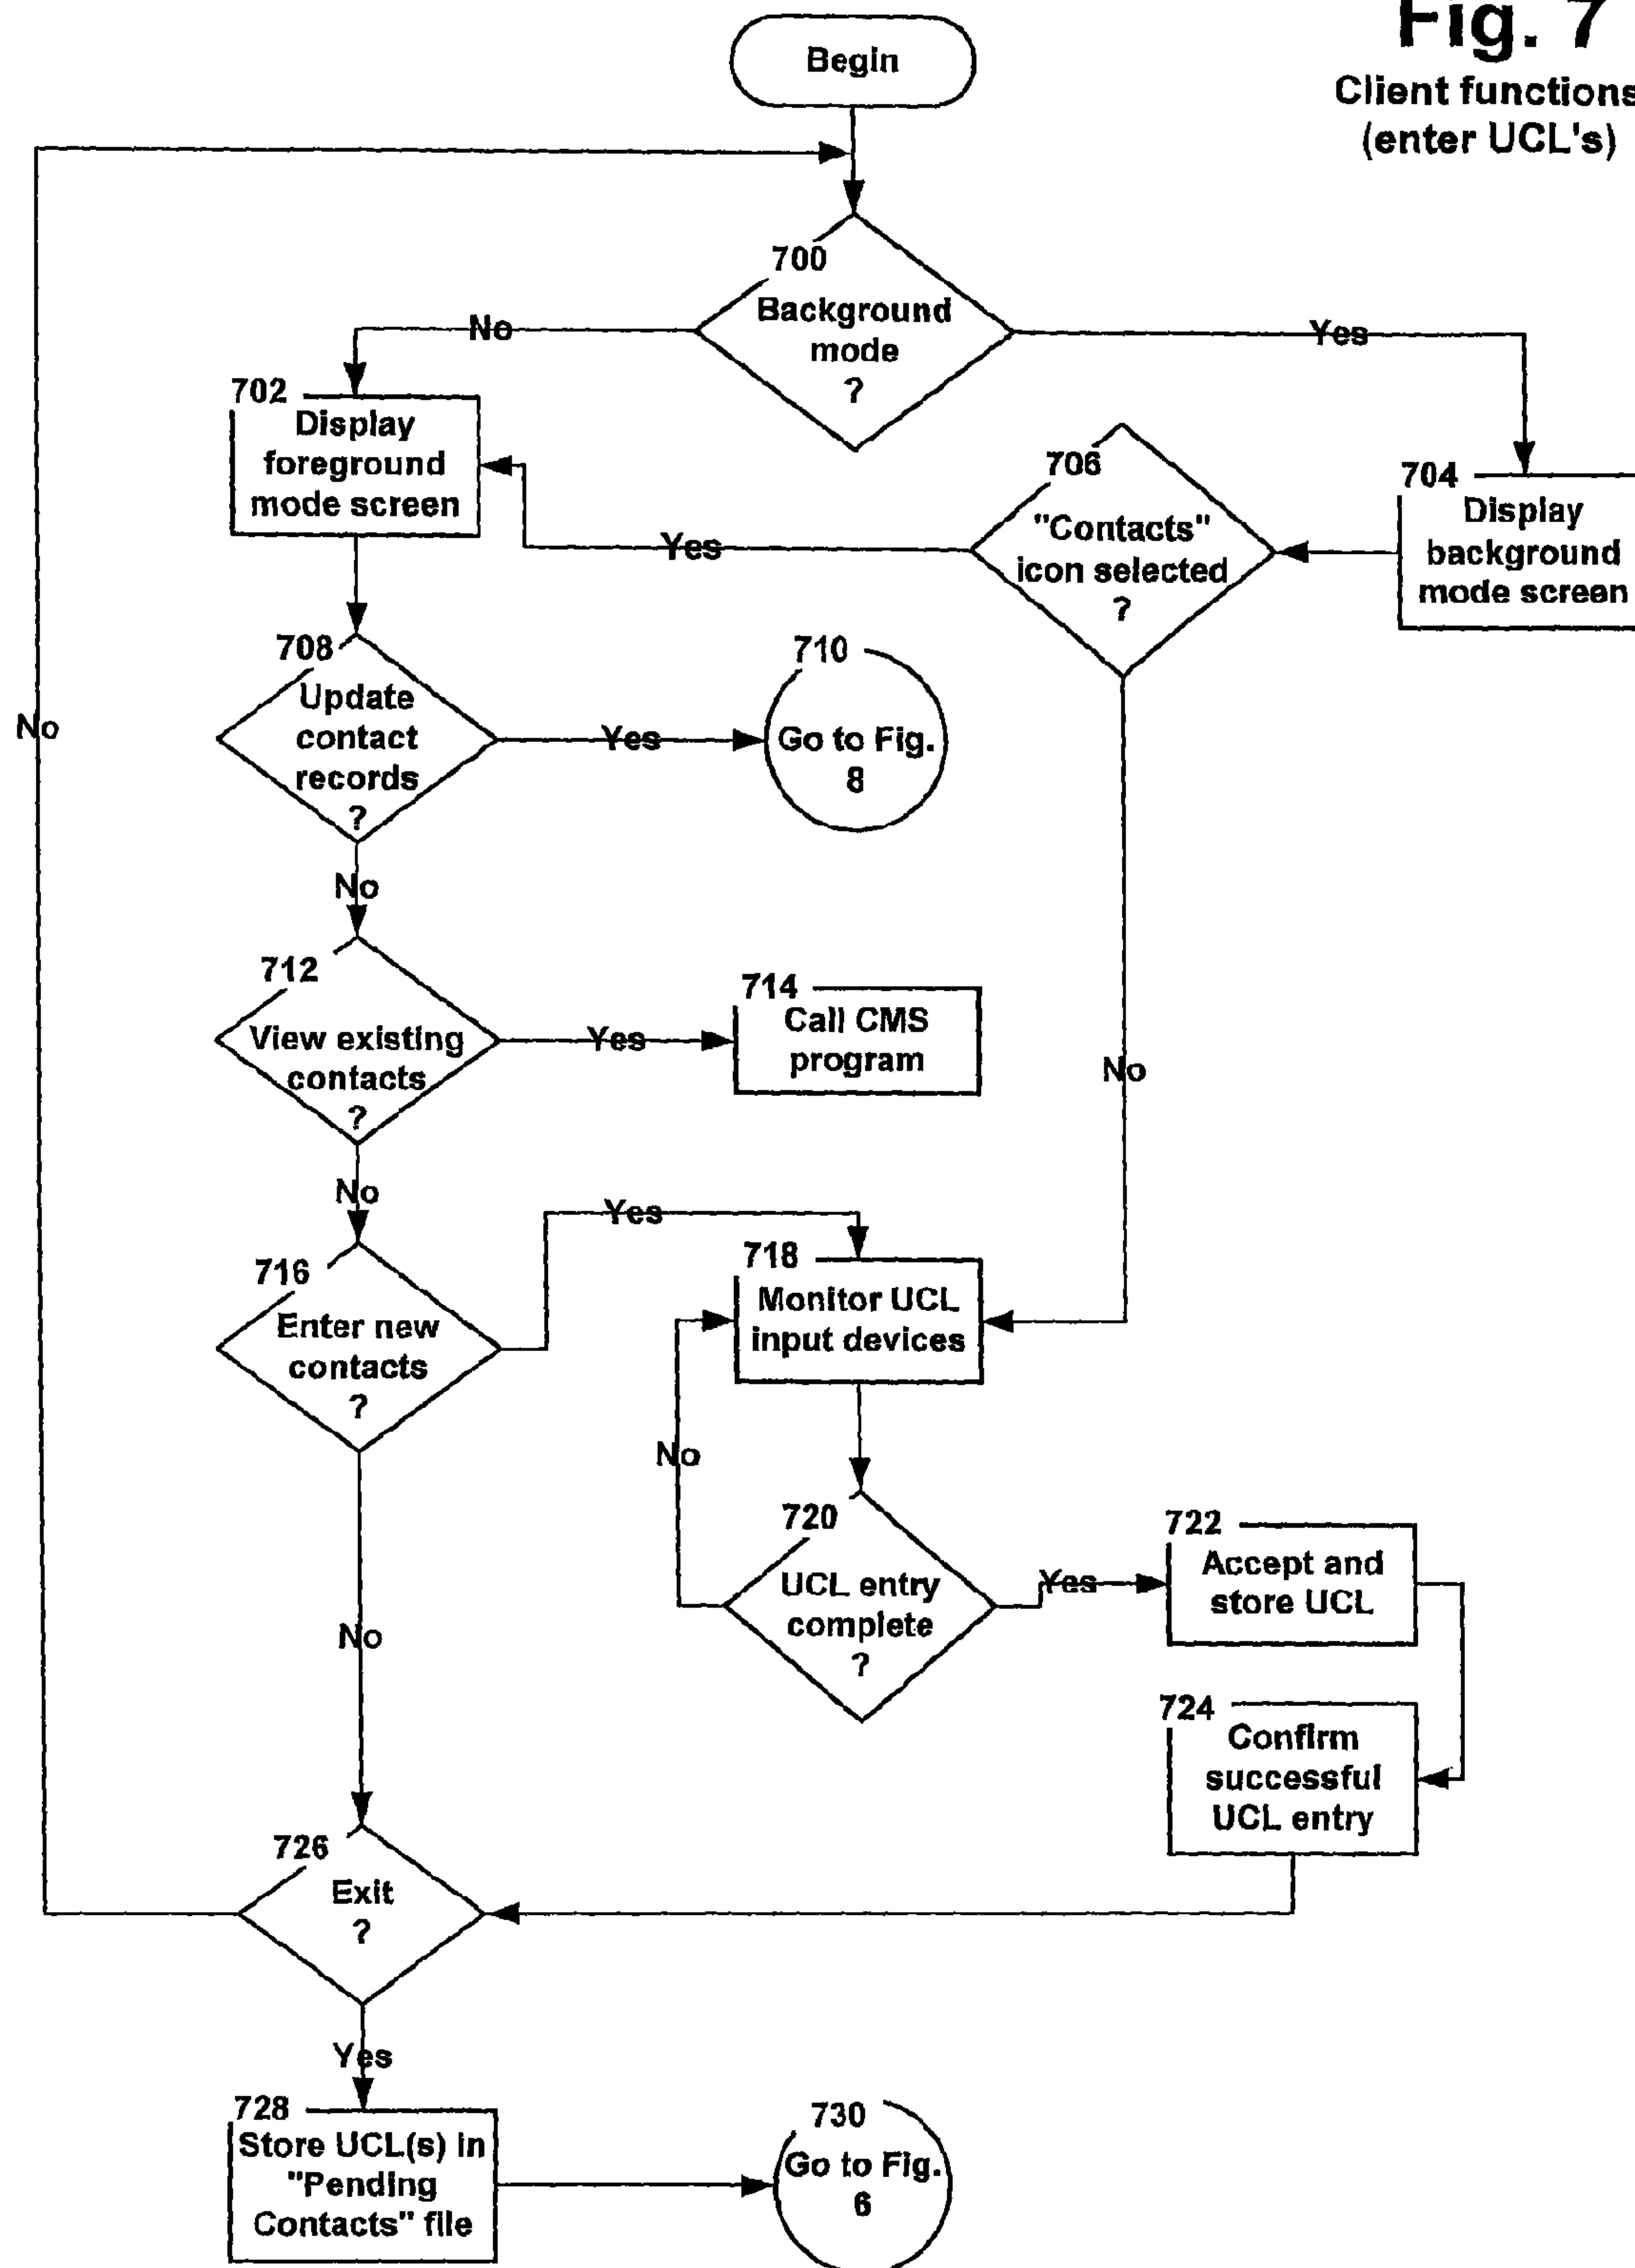 Fig. 7
Client functions
(enter UCL's)
Begin
700
Background
mode
?
No
Yes
702
Display
foreground
mode screen
706
"Contacts"
icon selected
?
704
Display
background
mode screen
Yes
708
Update
contact
records
?
Yes
710
Go to Fig.
8
No
No
712
View existing
contacts
?
Yes
714
Call CMS
program
No
No
716
Enter new
contacts
?
Yes
718
Monitor UCL
input devices
No
720
UCL entry
complete
?
Yes
722
Accept and
store UCL
No
724
Confirm
successful
UCL entry
726
Exit
?
Yes
728
Store UCL(s) in
"Pending
Contacts" file
730
Go to Fig.
6